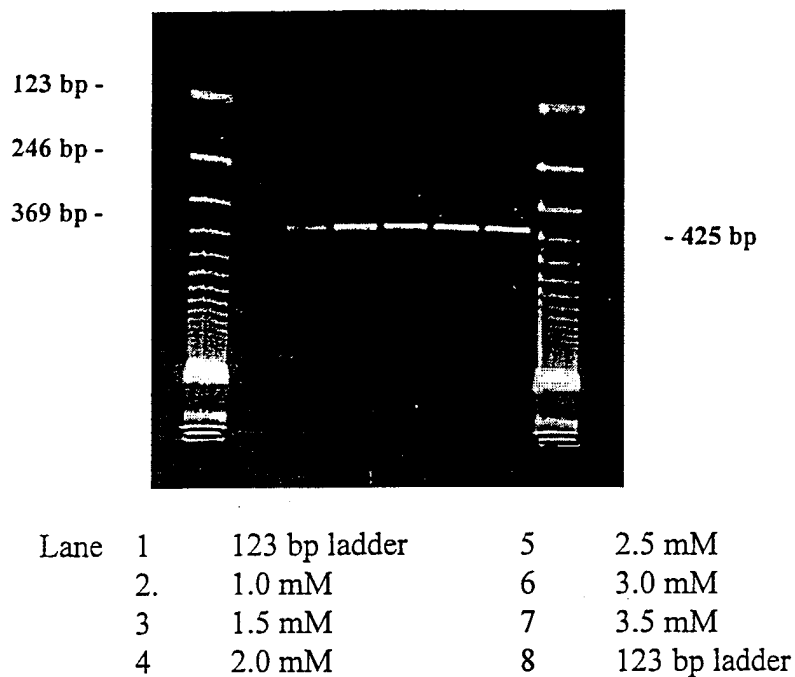 123 bp -
246 bp -
369 bp -
- 425 bp
Lane 1 123 bp ladder 5 2.5 mM
2. 1.0 mM 6 3.0 mM
3 1.5 mM 7 3.5 mM
4 2.0 mM 8 123 bp ladder